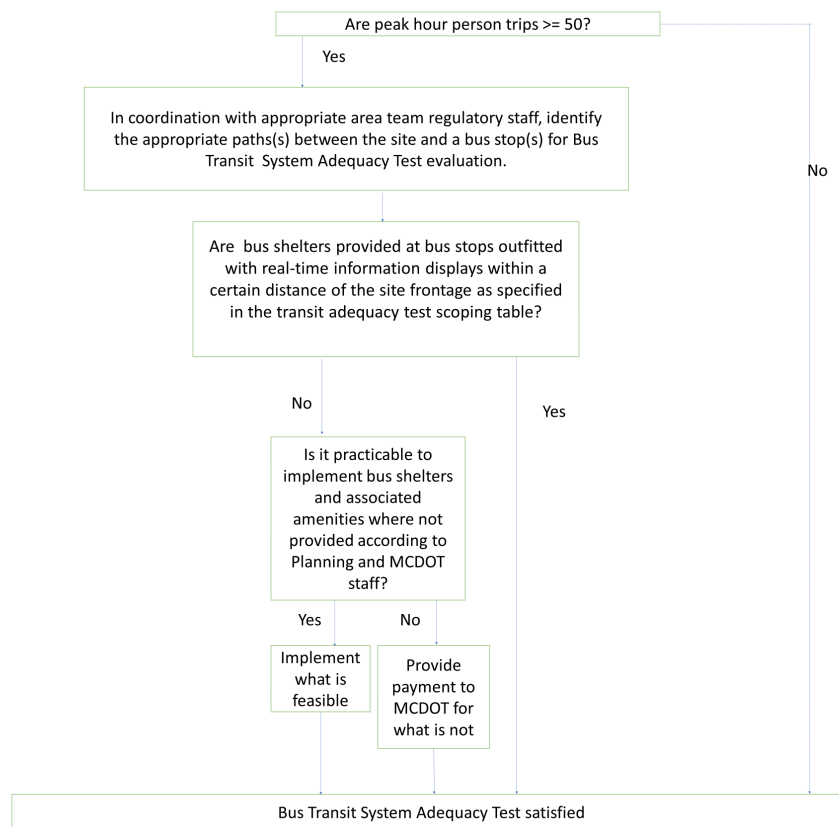 Are peak hour person trips >= 50?
Yes
In coordination with appropriate area team regulatory staff, identify
the appropriate paths(s) between the site and a bus stop(s) for Bus
Transit System Adequacy Test evaluation.
No
Are bus shelters provided at bus stops outfitted
with real-time information displays within a
certain distance of the site frontage as specified
in the transit adequacy test scoping table?
No
Yes
Is it practicable to
implement bus shelters
and associated
amenities where not
provided according to
Planning and MCDOT
staff?
Yes
No
Implement
what is
feasible
Provide
payment to
MCDOT for
what is not
Bus Transit System Adequacy Test satisfied